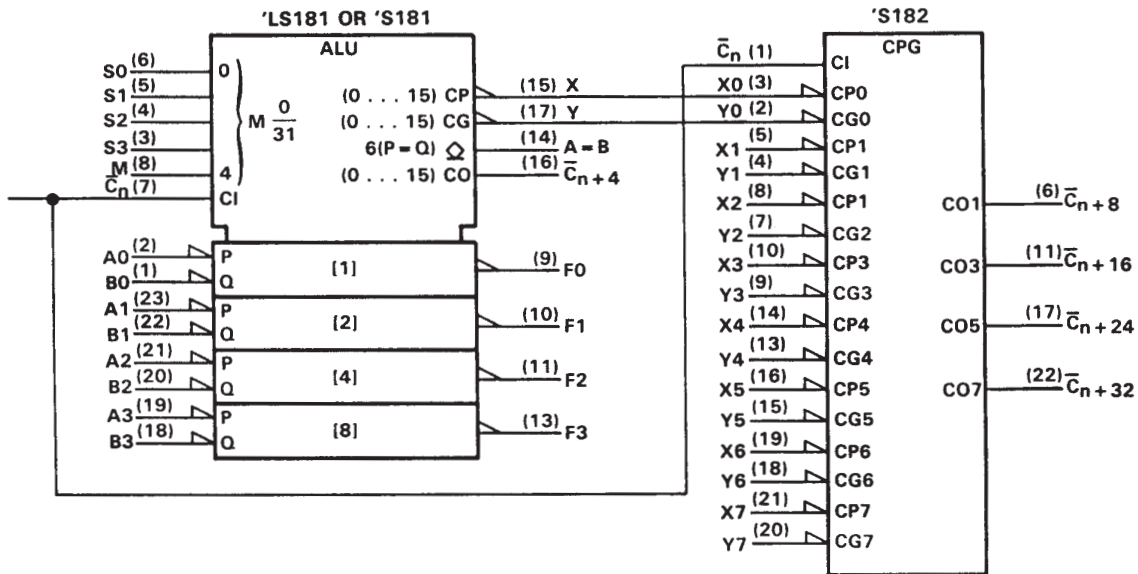 'LS181 OR 'S181
ALU
S0 (6) 0
S1 (5)
S2 (4)
S3 (3)
M (8) 4
C̅n (7) CI
M 0
31
(0 . . . 15) CP (15) X
(0 . . . 15) CG (17) Y
6(P = Q) (14) A = B
(0 . . . 15) CO (16) C̅n + 4
A0 (2) P
B0 (1) Q
[1] (9) F0
A1 (23) P
B1 (22) Q
[2] (10) F1
A2 (21) P
B2 (20) Q
[4] (11) F2
A3 (19) P
B3 (18) Q
[8] (13) F3
'S182
CPG
C̅n (1) CI
X0 (3) CP0
Y0 (2) CG0
X1 (5) CP1
Y1 (4) CG1
X2 (8) CP1
Y2 (7) CG2
X3 (10) CP3
Y3 (9) CG3
X4 (14) CP4
Y4 (13) CG4
X5 (16) CP5
Y5 (15) CG5
X6 (19) CP6
Y6 (18) CG6
X7 (21) CP7
Y7 (20) CG7
CO1 (6) C̅n + 8
CO3 (11) C̅n + 16
CO5 (17) C̅n + 24
CO7 (22) C̅n + 32